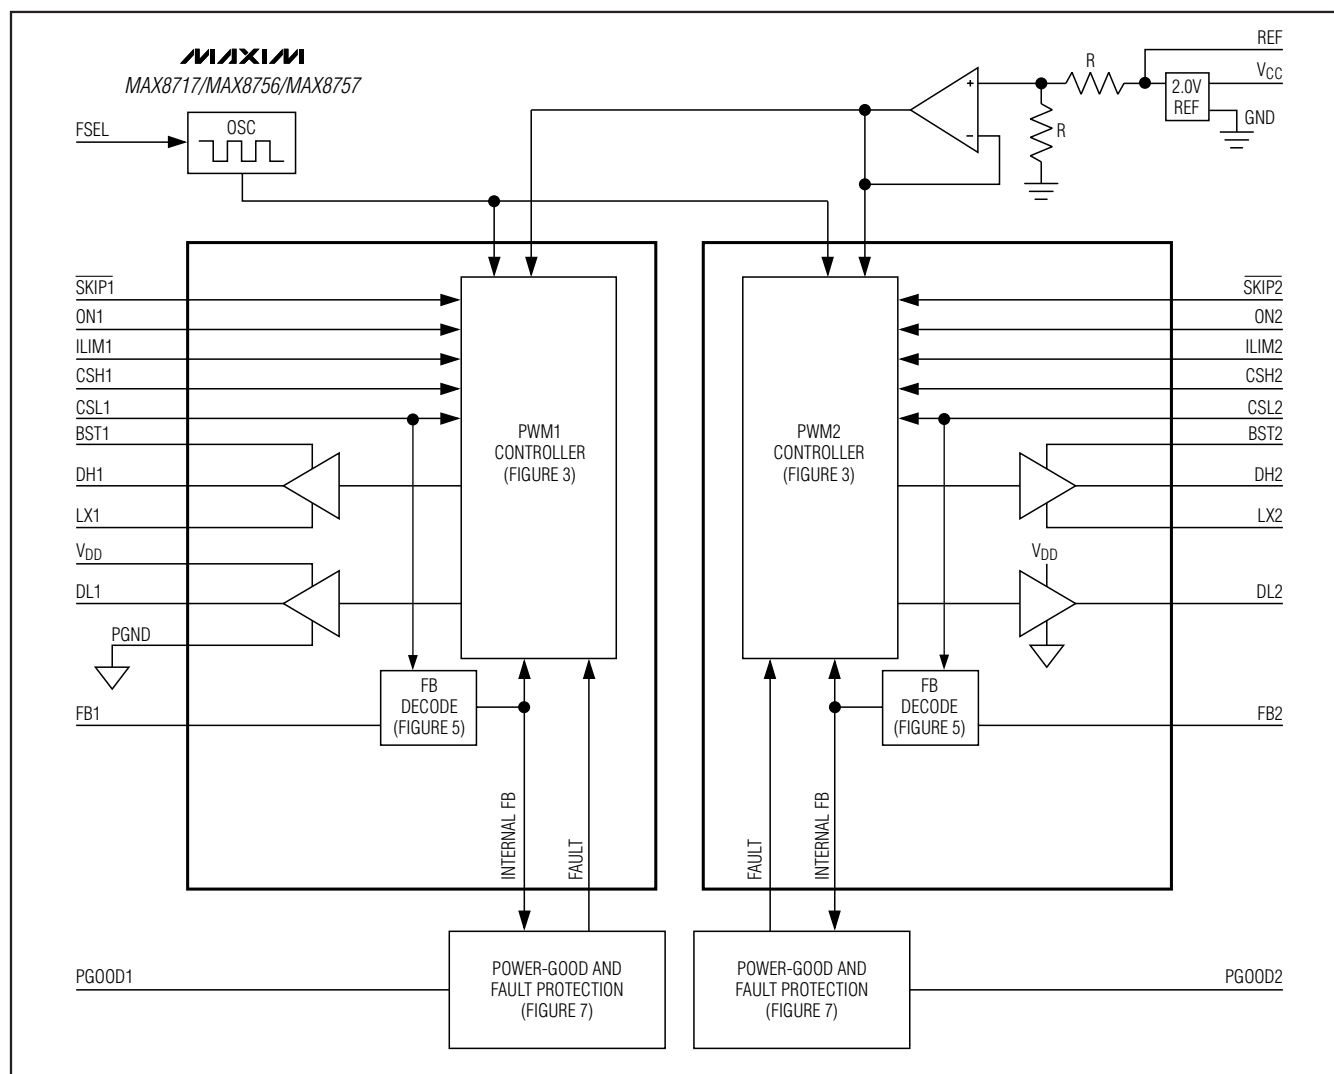 MAXIM
MAX8717/MAX8756/MAX8757
FSEL
OSC
R
R
+
-
2.0V
REF
REF
VCC
GND
SKIP1
ON1
ILIM1
CSH1
CSL1
BST1
DH1
LX1
VDD
DL1
PGND
FB1
PWM1
CONTROLLER
(FIGURE 3)
FB
DECODE
(FIGURE 5)
INTERNAL FB
FAULT
POWER-GOOD AND
FAULT PROTECTION
(FIGURE 7)
PGOOD1
PWM2
CONTROLLER
(FIGURE 3)
SKIP2
ON2
ILIM2
CSH2
CSL2
BST2
DH2
LX2
VDD
DL2
FB
DECODE
(FIGURE 5)
FB2
FAULT
INTERNAL FB
POWER-GOOD AND
FAULT PROTECTION
(FIGURE 7)
PGOOD2